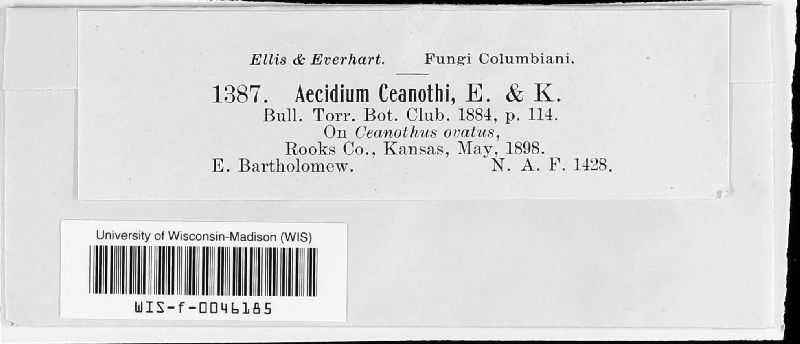 Ellis & Everhart. Fungi Columbiani.
1387. Aecidium Ceanothi, E. & K.
Bull. Torr. Bot. Club. 1884, p. 114.
On Ceanothus ovatus,
Rooks Co., Kansas, May, 1898.
E. Bartholomew. N. A. F. 1428.
University of Wisconsin-Madison (WIS)
WIS-f-0046185